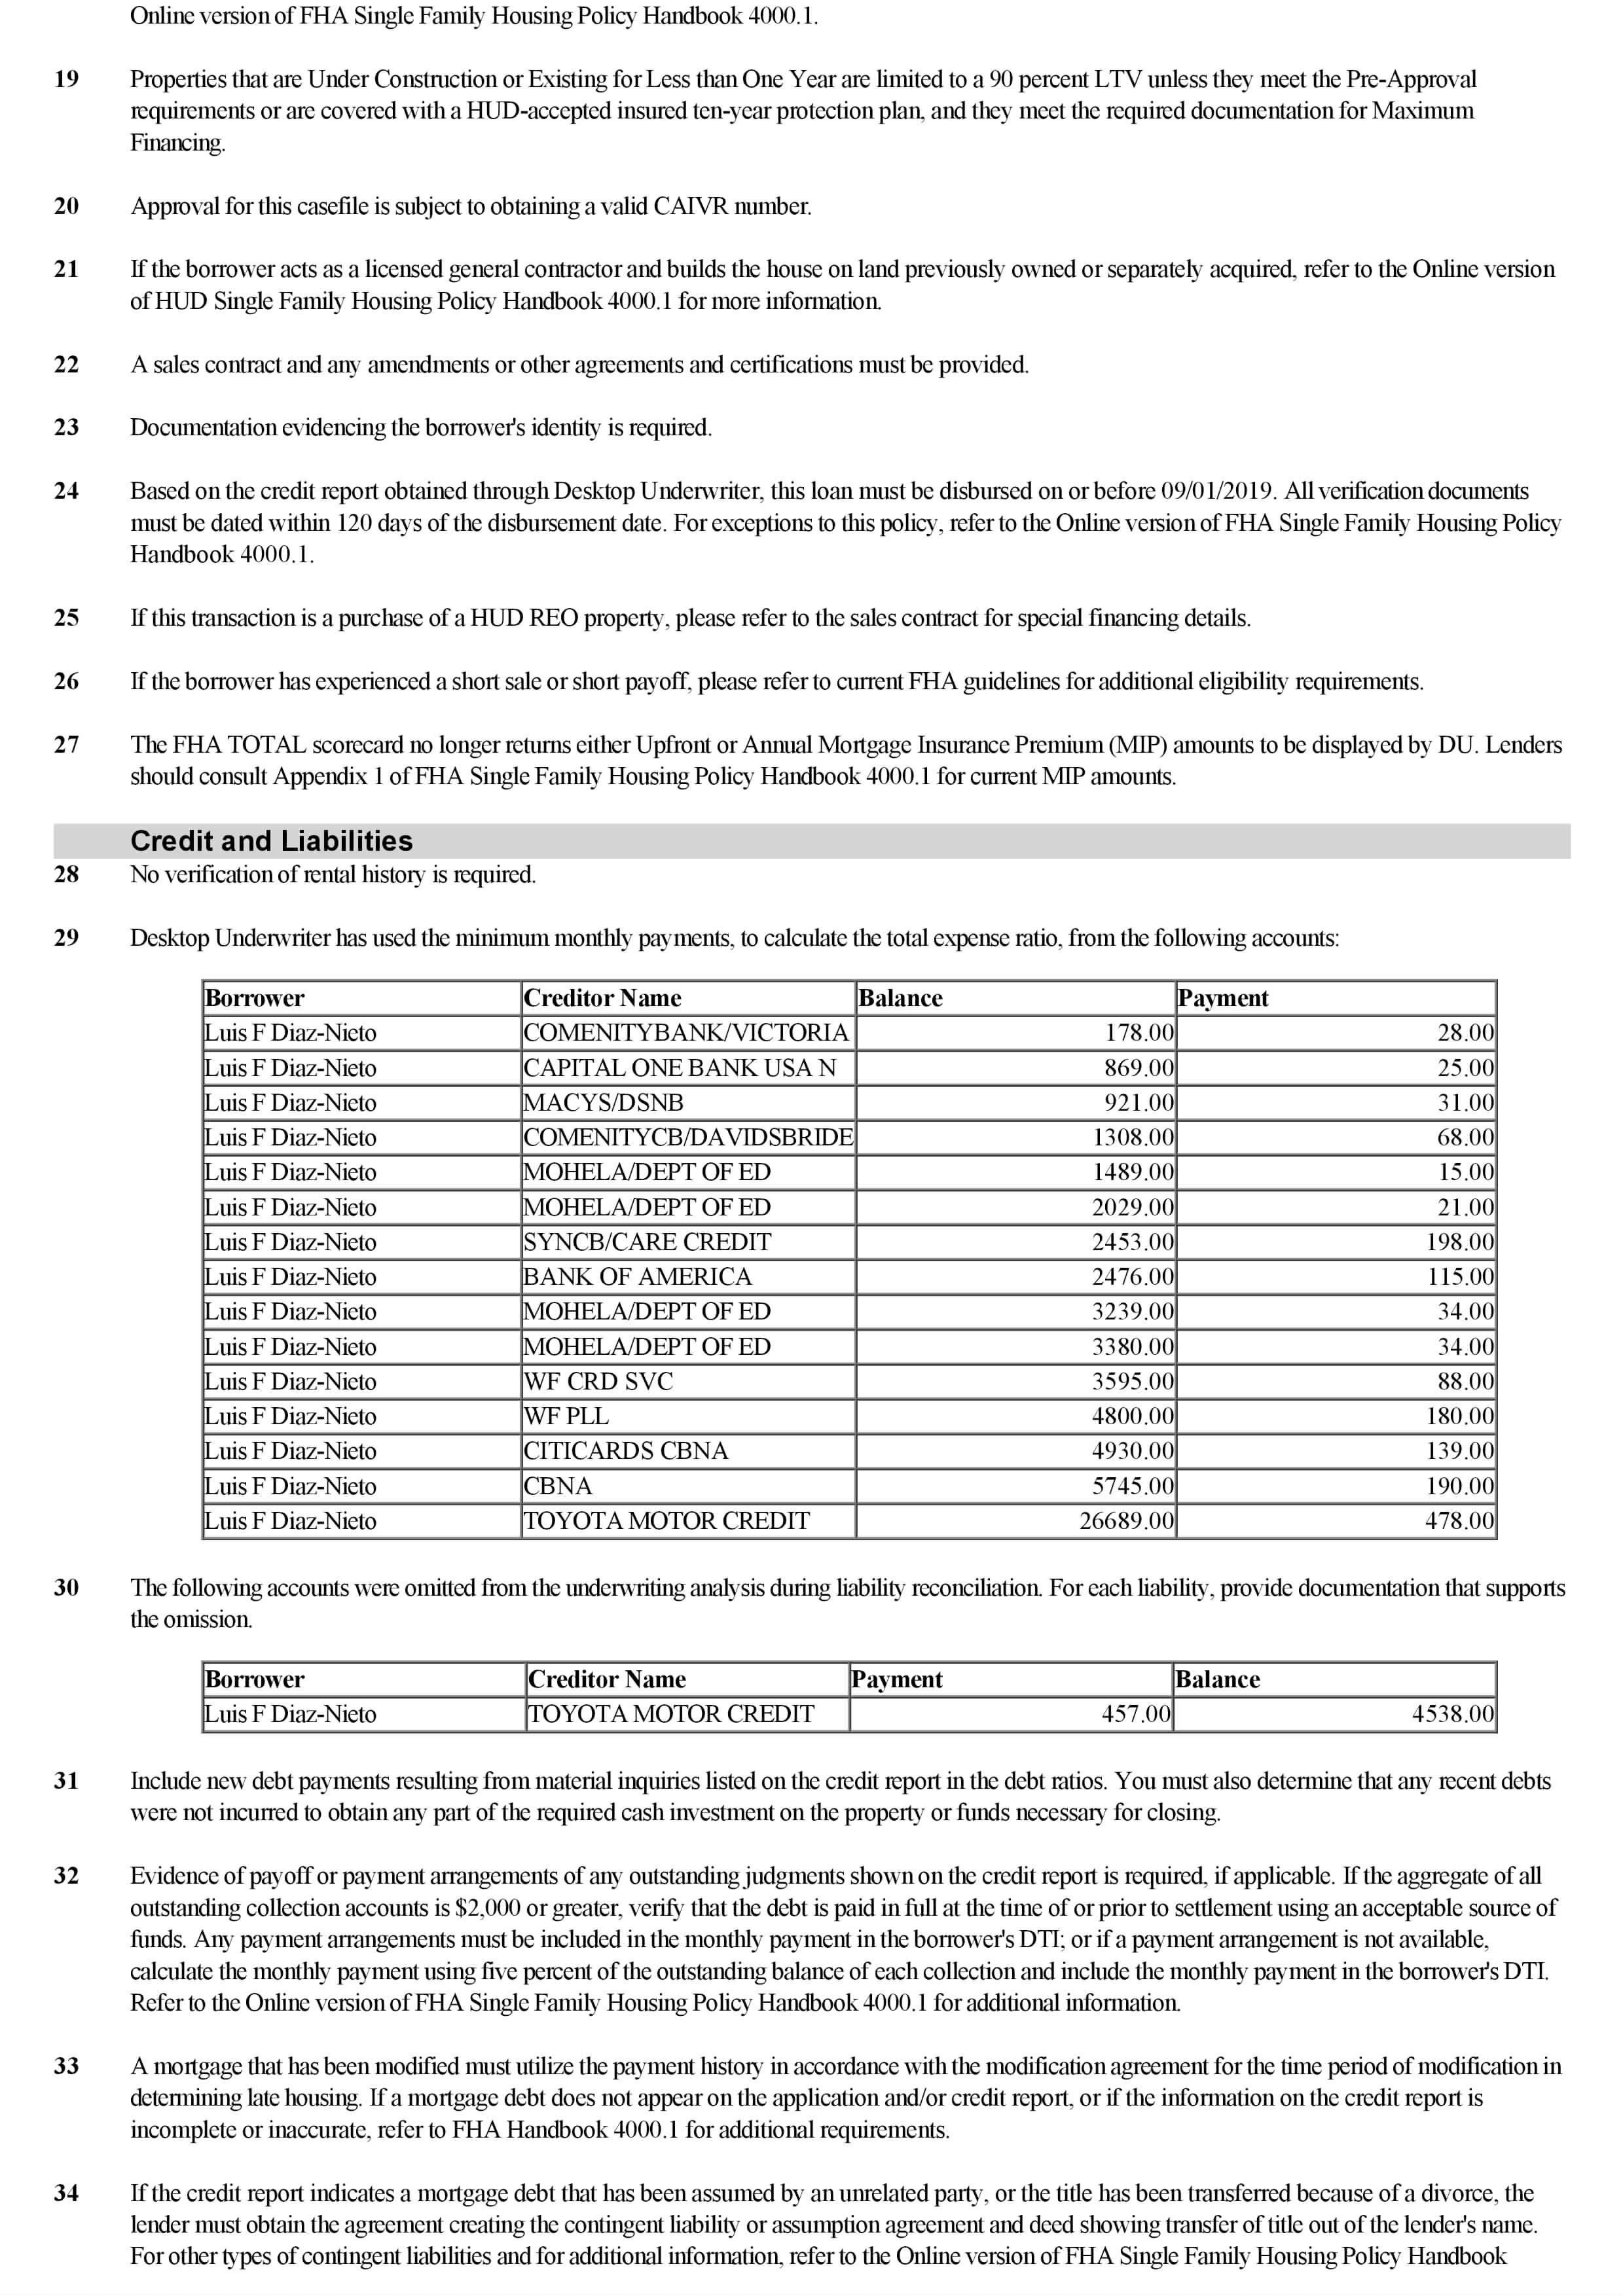 Online version of FHA Single Family Housing Policy Handbook 4000.1.
19 Properties that are Under Construction or Existing for Less than One Year are limited to a 90 percent LTV unless they meet the Pre-Approval
requirements or are covered with a HUD-accepted insured ten-year protection plan, and they meet the required documentation for Maximum
Financing.
20 Approval for this casefile is subject to obtaining a valid CAIVR number.
21 If the borrower acts as a licensed general contractor and builds the house on land previously owned or separately acquired, refer to the Online version
of HUD Single Family Housing Policy Handbook 4000.1 for more information.
22 A sales contract and any amendments or other agreements and certifications must be provided.
23 Documentation evidencing the borrower's identity is required.
24 Based on the credit report obtained through Desktop Underwriter, this loan must be disbursed on or before 09/01/2019. All verification documents
must be dated within 120 days of the disbursement date. For exceptions to this policy, refer to the Online version of FHA Single Family Housing Policy
Handbook 4000.1.
25 If this transaction is a purchase of a HUD REO property, please refer to the sales contract for special financing details.
26 If the borrower has experienced a short sale or short payoff, please refer to current FHA guidelines for additional eligibility requirements.
27 The FHA TOTAL scorecard no longer returns either Upfront or Annual Mortgage Insurance Premium (MIP) amounts to be displayed by DU. Lenders
should consult Appendix 1 of FHA Single Family Housing Policy Handbook 4000.1 for current MIP amounts.
Credit and Liabilities
28 No verification of rental history is required.
29 Desktop Underwriter has used the minimum monthly payments, to calculate the total expense ratio, from the following accounts:
Borrower Creditor Name Balance Payment
Luis F Diaz-Nieto COMENITYBANK/VICTORIA 178.00 28.00
Luis F Diaz-Nieto CAPITAL ONE BANK USA N 869.00 25.00
Luis F Diaz-Nieto MACYS/DSNB 921.00 31.00
Luis F Diaz-Nieto COMENITYCB/DAVIDSBRIDE 1308.00 68.00
Luis F Diaz-Nieto MOHELA/DEPT OF ED 1489.00 15.00
Luis F Diaz-Nieto MOHELA/DEPT OF ED 2029.00 21.00
Luis F Diaz-Nieto SYNCB/CARE CREDIT 2453.00 198.00
Luis F Diaz-Nieto BANK OF AMERICA 2476.00 115.00
Luis F Diaz-Nieto MOHELA/DEPT OF ED 3239.00 34.00
Luis F Diaz-Nieto MOHELA/DEPT OF ED 3380.00 34.00
Luis F Diaz-Nieto WF CRD SVC 3595.00 88.00
Luis F Diaz-Nieto WF PLL 4800.00 180.00
Luis F Diaz-Nieto CITICARDS CBNA 4930.00 139.00
Luis F Diaz-Nieto CBNA 5745.00 190.00
Luis F Diaz-Nieto TOYOTA MOTOR CREDIT 26689.00 478.00
30 The following accounts were omitted from the underwriting analysis during liability reconciliation. For each liability, provide documentation that supports
the omission.
Borrower Creditor Name Payment Balance
Luis F Diaz-Nieto TOYOTA MOTOR CREDIT 457.00 4538.00
31 Include new debt payments resulting from material inquiries listed on the credit report in the debt ratios. You must also determine that any recent debts
were not incurred to obtain any part of the required cash investment on the property or funds necessary for closing.
32 Evidence of payoff or payment arrangements of any outstanding judgments shown on the credit report is required, if applicable. If the aggregate of all
outstanding collection accounts is $2,000 or greater, verify that the debt is paid in full at the time of or prior to settlement using an acceptable source of
funds. Any payment arrangements must be included in the monthly payment in the borrower's DTI; or if a payment arrangement is not available,
calculate the monthly payment using five percent of the outstanding balance of each collection and include the monthly payment in the borrower's DTI.
Refer to the Online version of FHA Single Family Housing Policy Handbook 4000.1 for additional information.
33 A mortgage that has been modified must utilize the payment history in accordance with the modification agreement for the time period of modification in
determining late housing. If a mortgage debt does not appear on the application and/or credit report, or if the information on the credit report is
incomplete or inaccurate, refer to FHA Handbook 4000.1 for additional requirements.
34 If the credit report indicates a mortgage debt that has been assumed by an unrelated party, or the title has been transferred because of a divorce, the
lender must obtain the agreement creating the contingent liability or assumption agreement and deed showing transfer of title out of the lender's name.
For other types of contingent liabilities and for additional information, refer to the Online version of FHA Single Family Housing Policy Handbook